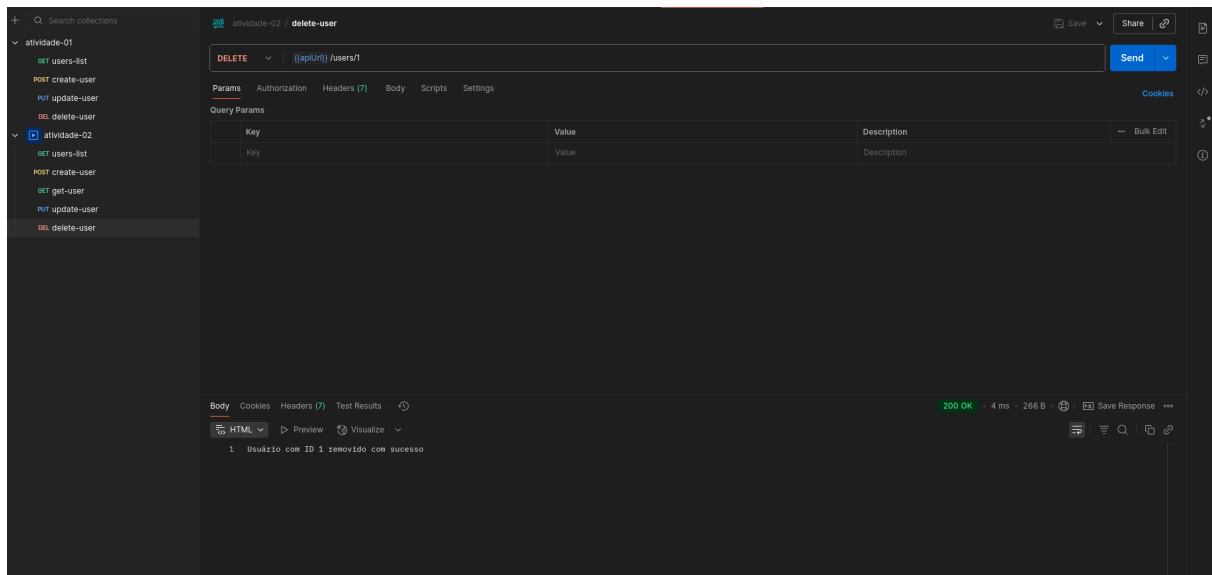 Search collections
atividade-01
GET users-list
POST create-user
PUT update-user
DEL delete-user
atividade-02
GET users-list
POST create-user
GET get-user
PUT update-user
DEL delete-user
HTTP atividade-02 / delete-user
Save
Share
DELETE {{apiUrl}} /users/1
Send
Params Authorization Headers (7) Body Scripts Settings
Cookies
Query Params
Key Value Description Bulk Edit
Key Value Description
Body Cookies Headers (7) Test Results
200 OK 4 ms 266 B Save Response
HTML Preview Visualize
1 Usuário com ID 1 removido com sucesso